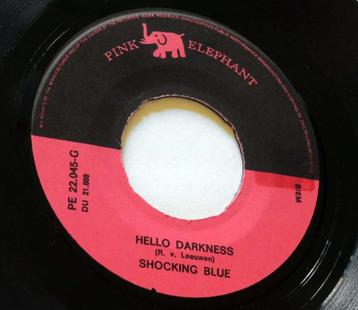 PINK ELEPHANT
PE 22.045-G
DU 21.688
BIEM
HELLO DARKNESS
(R. v. Leeuwen)
SHOCKING BLUE